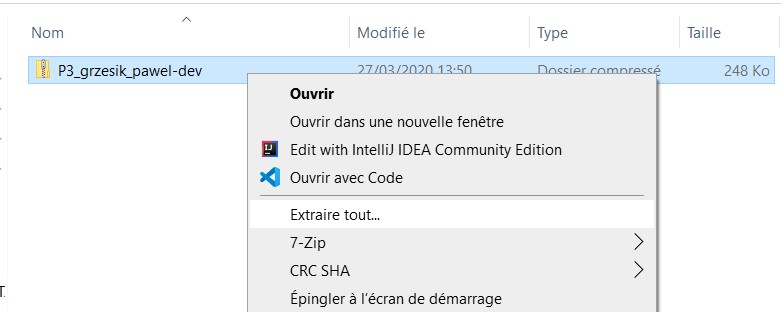 Nom Modifié le Type Taille
P3_grzesik_pawel-dev 27/03/2020 13:50 Dossier compressé 248 Ko
Ouvrir
Ouvrir dans une nouvelle fenêtre
Edit with IntelliJ IDEA Community Edition
Ouvrir avec Code
Extraire tout...
7-Zip
CRC SHA
Épingler à l'écran de démarrage